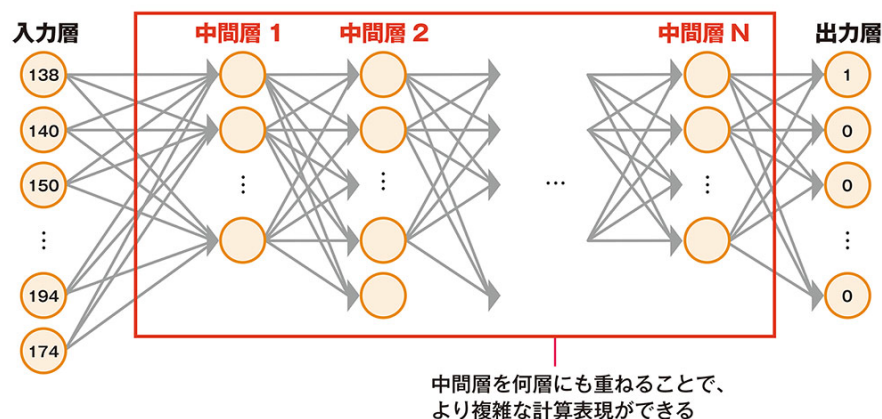 入力層
中間層 1
中間層 2
中間層 N
出力層
138
140
150
⋮
194
174
⋮
⋮
…
⋮
1
0
0
⋮
0
中間層を何層にも重ねることで、
より複雑な計算表現ができる